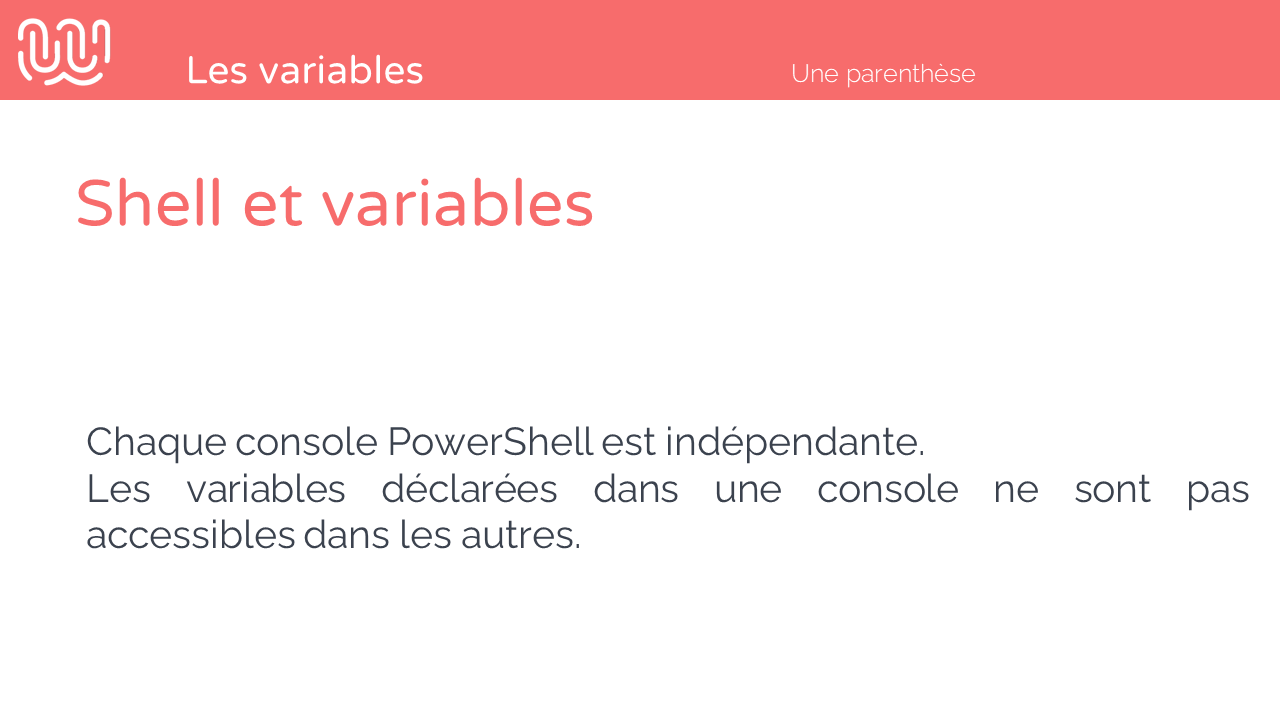 Les variables
Une parenthèse
Shell et variables
Chaque console PowerShell est indépendante.
Les variables déclarées dans une console ne sont pas
accessibles dans les autres.